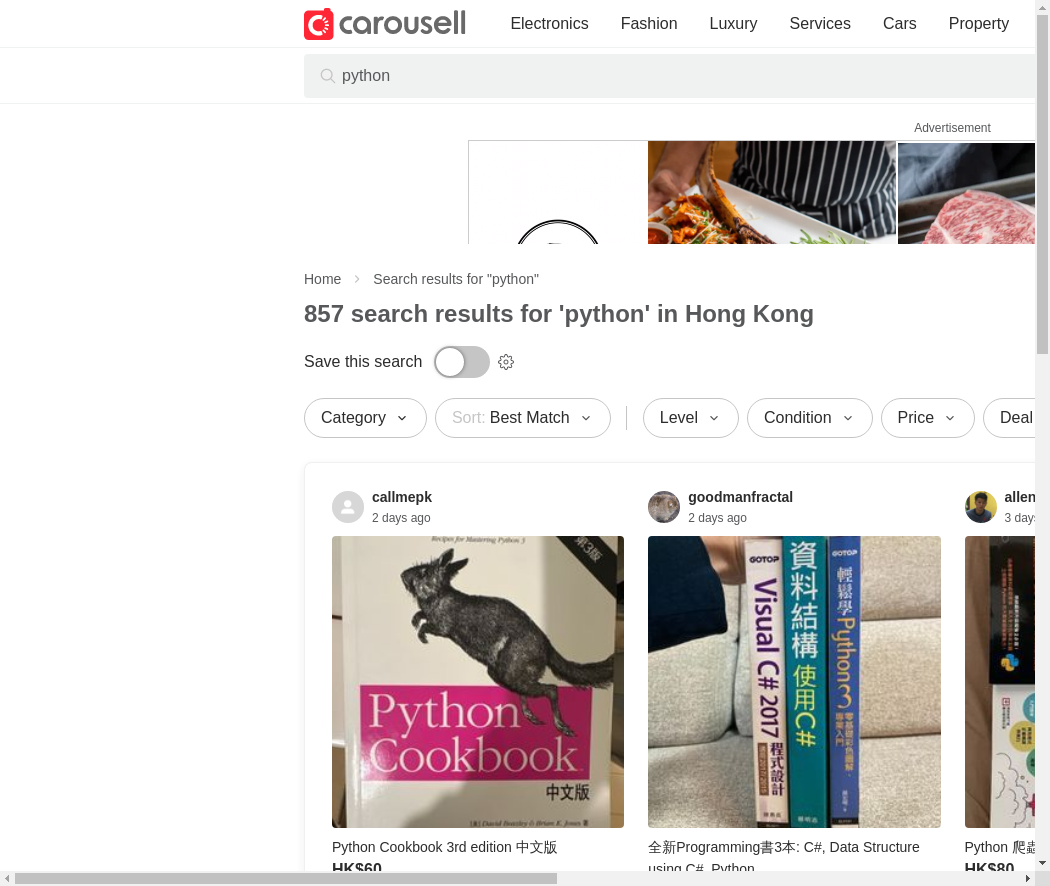 carousell
Electronics
Fashion
Luxury
Services
Cars
Property
python
Advertisement
Home
Search results for "python"
857 search results for 'python' in Hong Kong
Save this search
Category
Sort: Best Match
Level
Condition
Price
Deal
callmepk
2 days ago
goodmanfractal
2 days ago
allen
3 days
Recipes for Mastering Python 3
第3版
Python
Cookbook
中文版
David Beazley & Brian K. Jones 著
GOTOP
Visual C# 2017 程式設計
資料結構 使用C#
GOTOP
輕鬆學Python 3 零基礎彩色圖解
專業入門
Python Cookbook 3rd edition 中文版
HK$60
全新Programming書3本: C#, Data Structure
using C#, Python
Python 爬蟲
HK$80